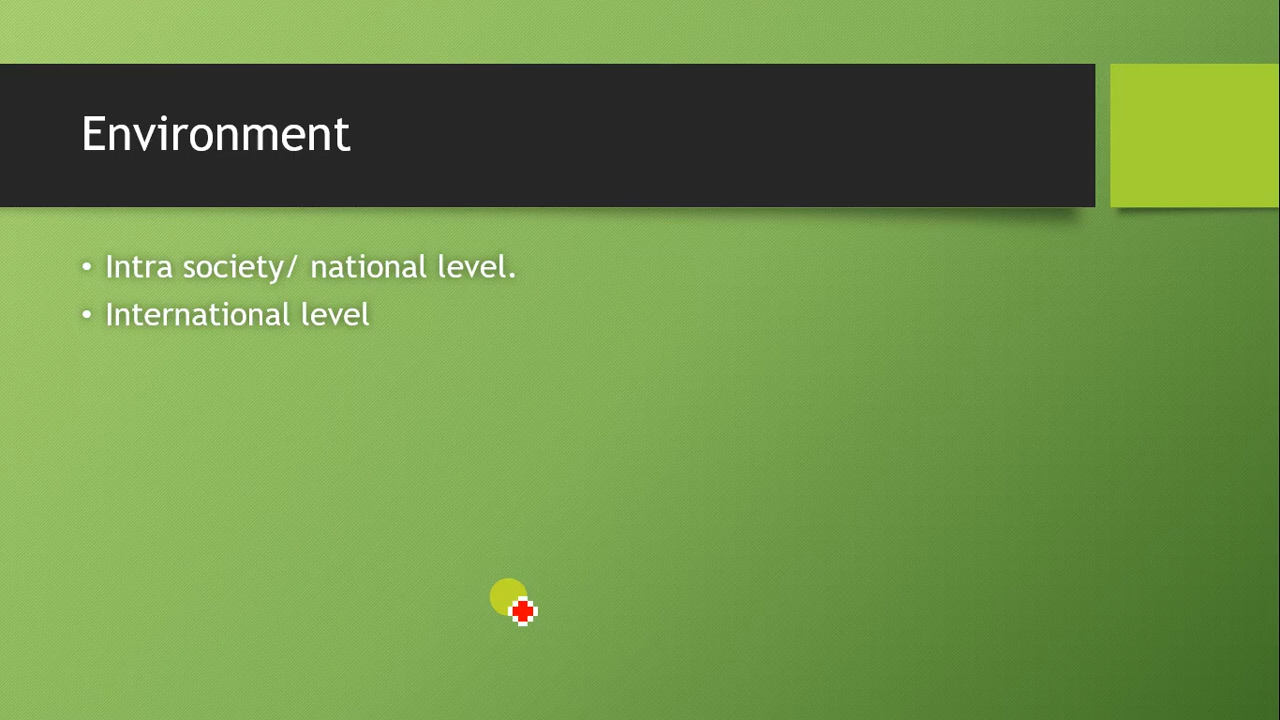 Environment
• Intra society/ national level.
• International level